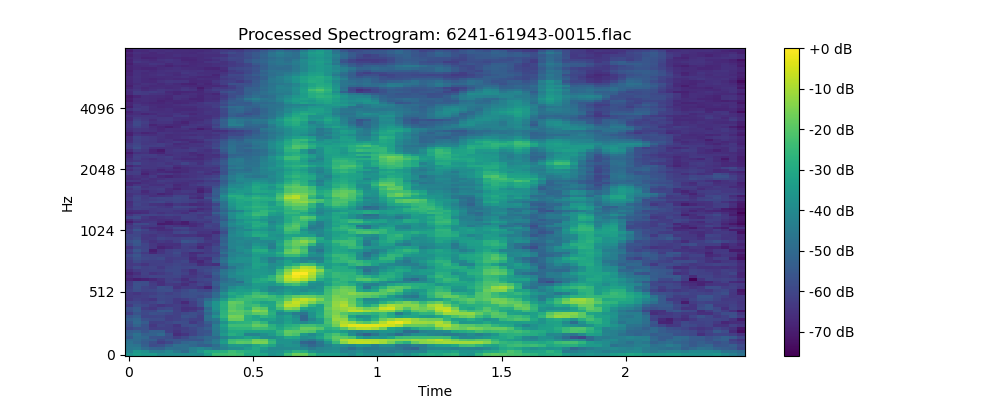 Processed Spectrogram: 6241-61943-0015.flac
Hz
4096
2048
1024
512
0
0
0.5
1
1.5
2
Time
+0 dB
-10 dB
-20 dB
-30 dB
-40 dB
-50 dB
-60 dB
-70 dB